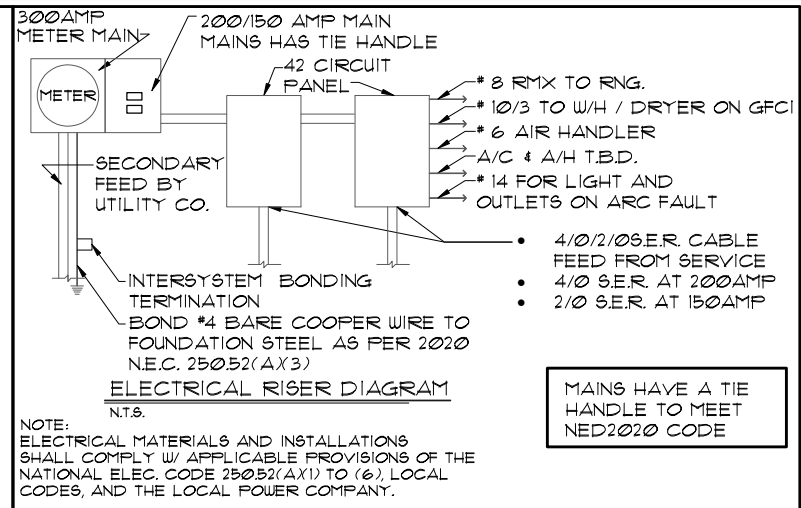 300AMP
METER MAIN
200/150 AMP MAIN
MAINS HAS TIE HANDLE
42 CIRCUIT
PANEL
METER
# 8 RMX TO RNG.
# 10/3 TO W/H / DRYER ON GFCI
# 6 AIR HANDLER
A/C & A/H T.B.D.
# 14 FOR LIGHT AND
OUTLETS ON ARC FAULT
SECONDARY
FEED BY
UTILITY CO.
• 4/0/2/0S.E.R. CABLE
FEED FROM SERVICE
• 4/0 S.E.R. AT 200AMP
• 2/0 S.E.R. AT 150AMP
INTERSYSTEM BONDING
TERMINATION
BOND #4 BARE COOPER WIRE TO
FOUNDATION STEEL AS PER 2020
N.E.C. 250.52(A)(3)
ELECTRICAL RISER DIAGRAM
N.T.S.
MAINS HAVE A TIE
HANDLE TO MEET
NED2020 CODE
NOTE:
ELECTRICAL MATERIALS AND INSTALLATIONS
SHALL COMPLY W/ APPLICABLE PROVISIONS OF THE
NATIONAL ELEC. CODE 250.52(A)(1) TO (6), LOCAL
CODES, AND THE LOCAL POWER COMPANY.